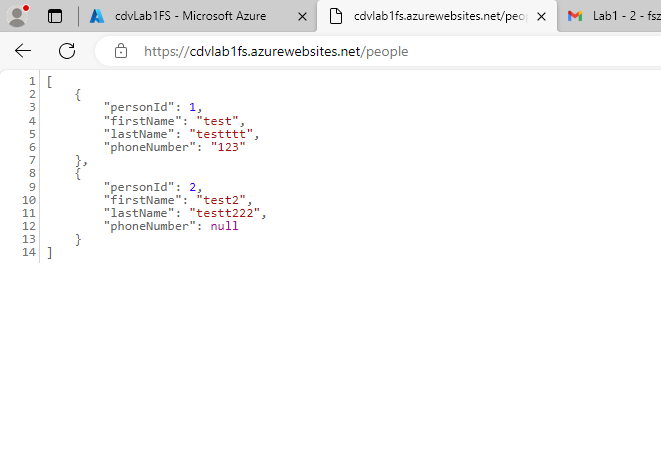 cdvLab1FS - Microsoft Azure
cdvlab1fs.azurewebsites.net/peo
Lab1 - 2 - fsz
https://cdvlab1fs.azurewebsites.net/people
1 [
2 {
3 "personId": 1,
4 "firstName": "test",
5 "lastName": "testttt",
6 "phoneNumber": "123"
7 },
8 {
9 "personId": 2,
10 "firstName": "test2",
11 "lastName": "testt222",
12 "phoneNumber": null
13 }
14 ]